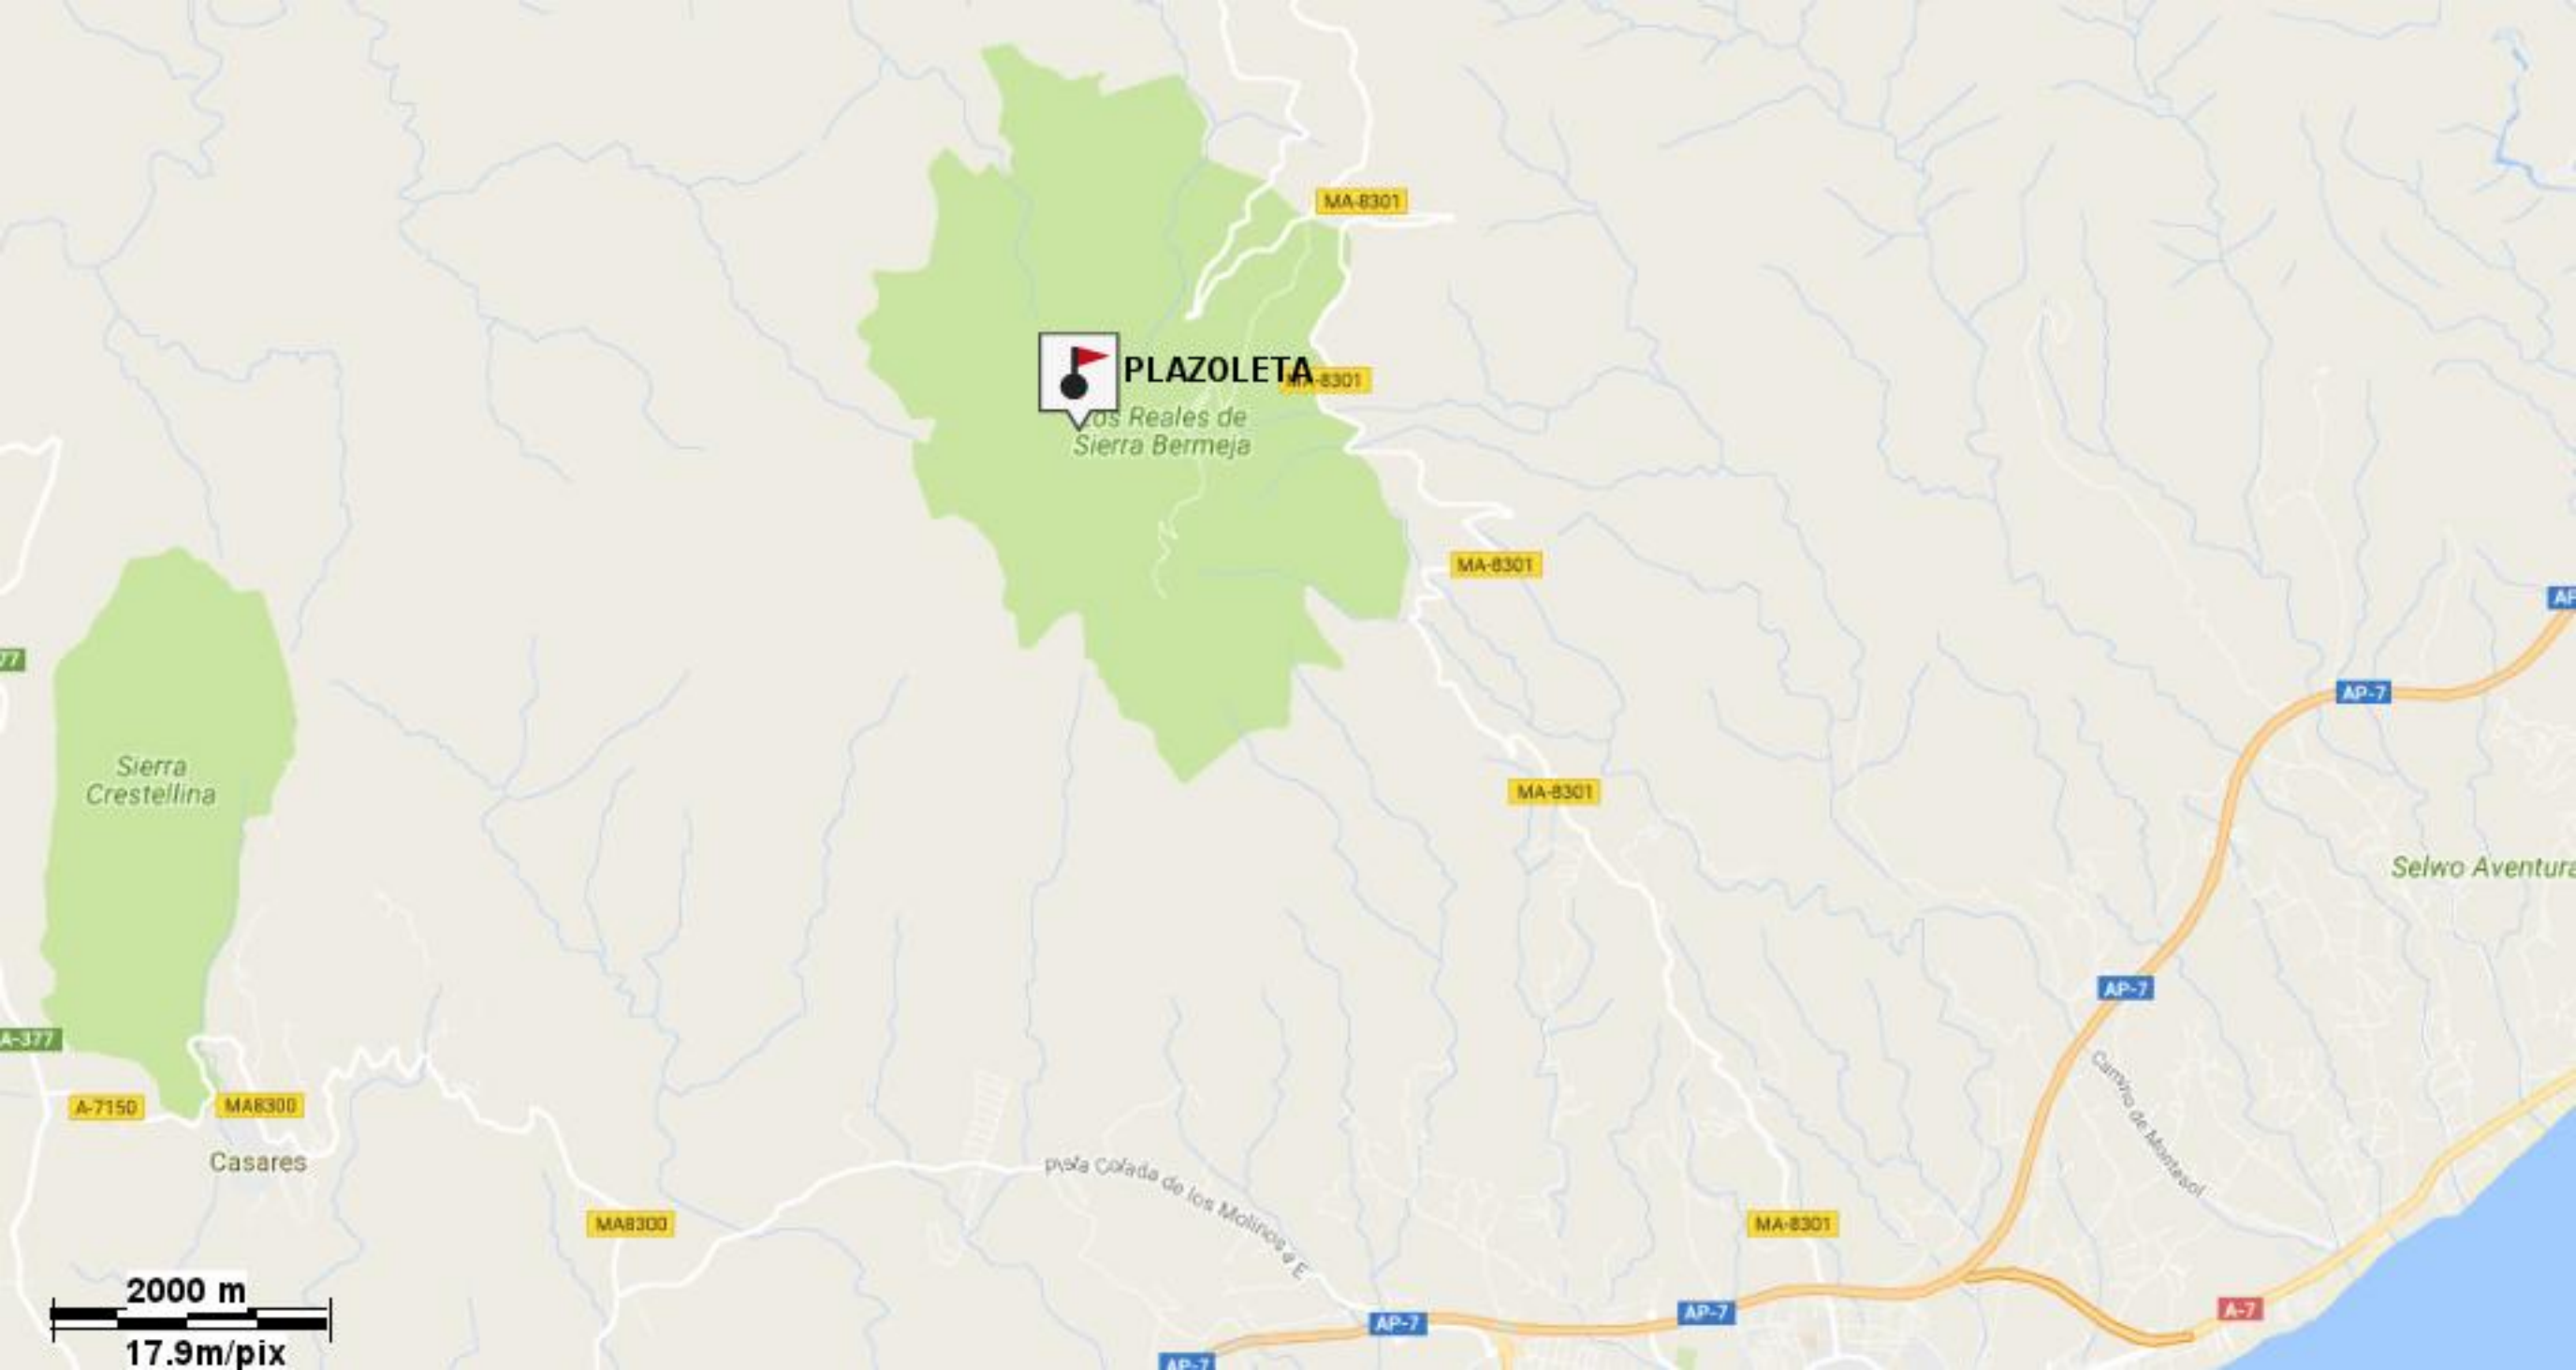 MA-8301
PLAZOLETA
MA-8301
Los Reales de
Sierra Bermeja
MA-8301
AP-7
77
Sierra
Crestellina
MA-8301
Selwo Aventura
AP-7
A-377
Camino de Montesol
A-7150
MA8300
Casares
Colada de los Molinos a E
MA8300
MA-8301
2000 m
17.9m/pix
AP-7
AP-7
A-7
AP-7